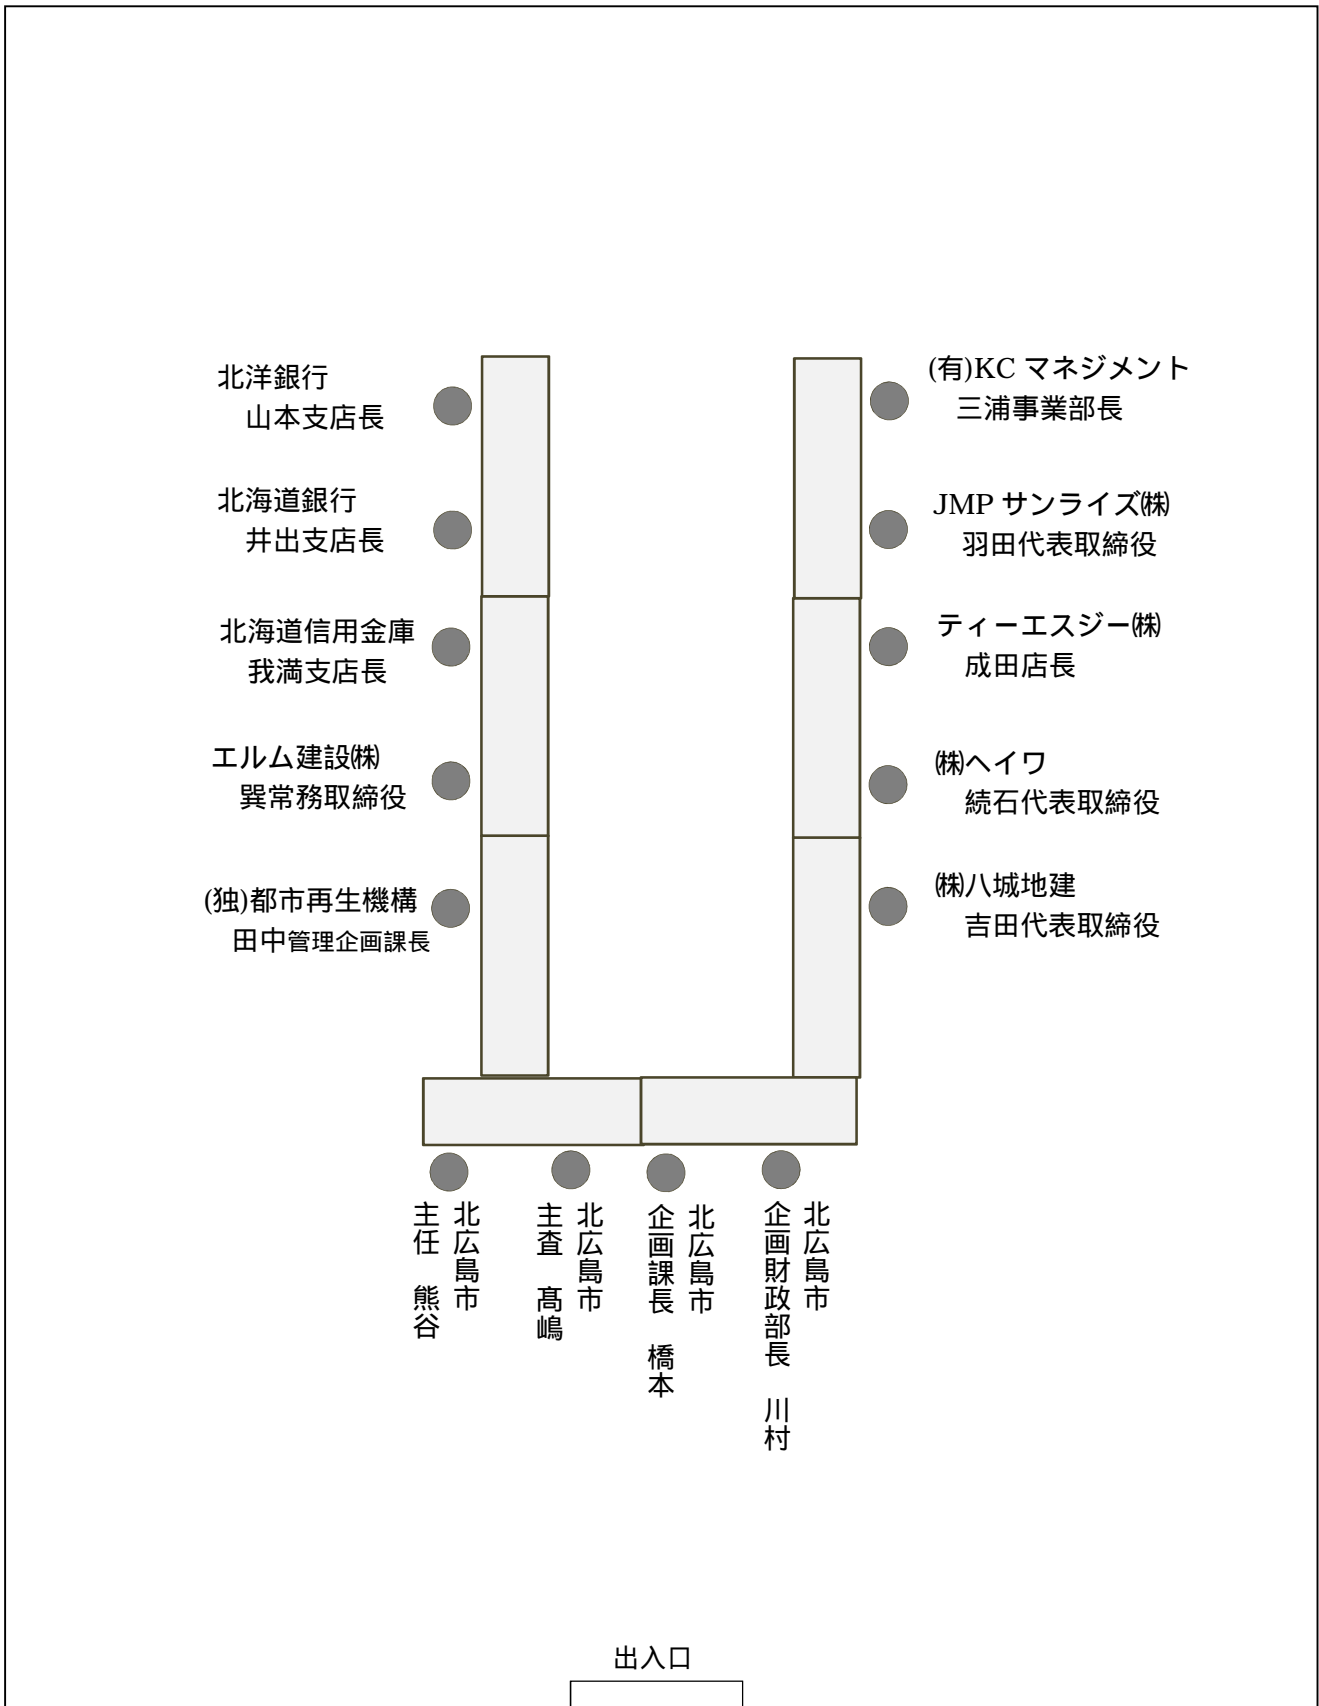 北洋銀行
山本支店長
北海道銀行
井出支店長
北海道信用金庫
我満支店長
エルム建設㈱
巽常務取締役
(独)都市再生機構
田中管理企画課長
(有)KC マネジメント
三浦事業部長
JMP サンライズ㈱
羽田代表取締役
ティーエスジー㈱
成田店長
㈱ヘイワ
続石代表取締役
㈱八城地建
吉田代表取締役
北広島市
企画財政部長　川村
北広島市
企画課長　橋本
北広島市
主査　髙嶋
北広島市
主任　熊谷
出入口